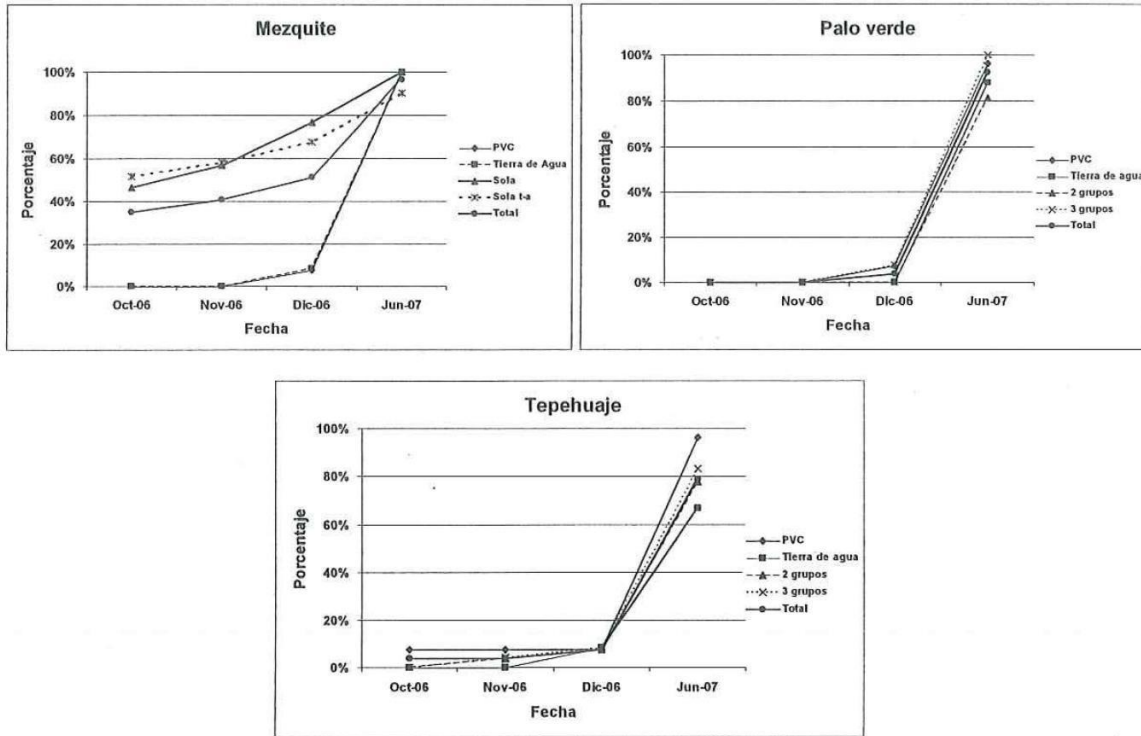 Mezquite
Porcentaje
100%
80%
60%
40%
20%
0%
Oct-06 Nov-06 Dic-06 Jun-07
Fecha
PVC
Tierra de Agua
Sola
Sola t-a
Total
Palo verde
Porcentaje
100%
80%
60%
40%
20%
0%
Oct-06 Nov-06 Dic-06 Jun-07
Fecha
PVC
Tierra de agua
2 grupos
3 grupos
Total
Tepehuaje
Porcentaje
100%
80%
60%
40%
20%
0%
Oct-06 Nov-06 Dic-06 Jun-07
Fecha
PVC
Tierra de agua
2 grupos
3 grupos
Total